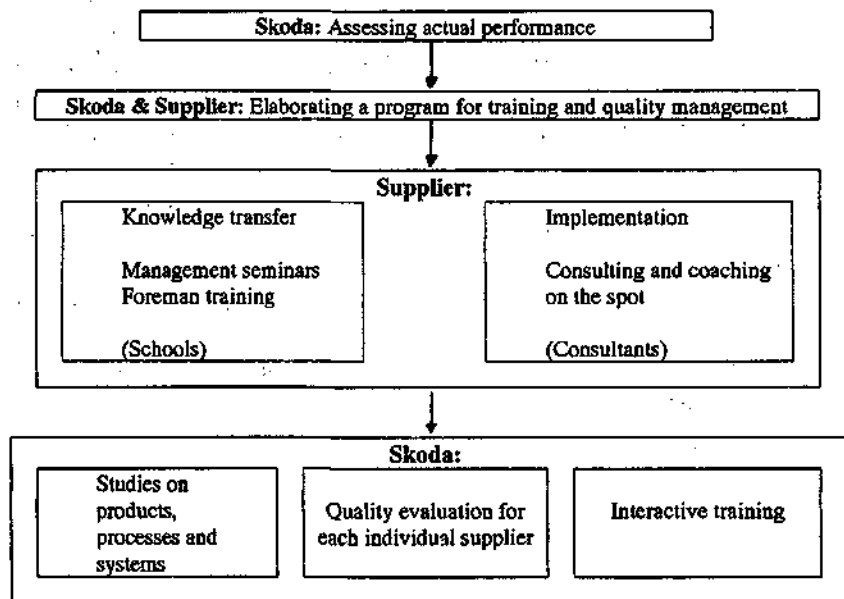 Skoda: Assessing actual performance
Skoda & Supplier: Elaborating a program for training and quality management
Supplier:
Knowledge transfer
Management seminars
Foreman training
(Schools)
Implementation
Consulting and coaching
on the spot
(Consultants)
Skoda:
Studies on
products,
processes and
systems
Quality evaluation for
each individual supplier
Interactive training